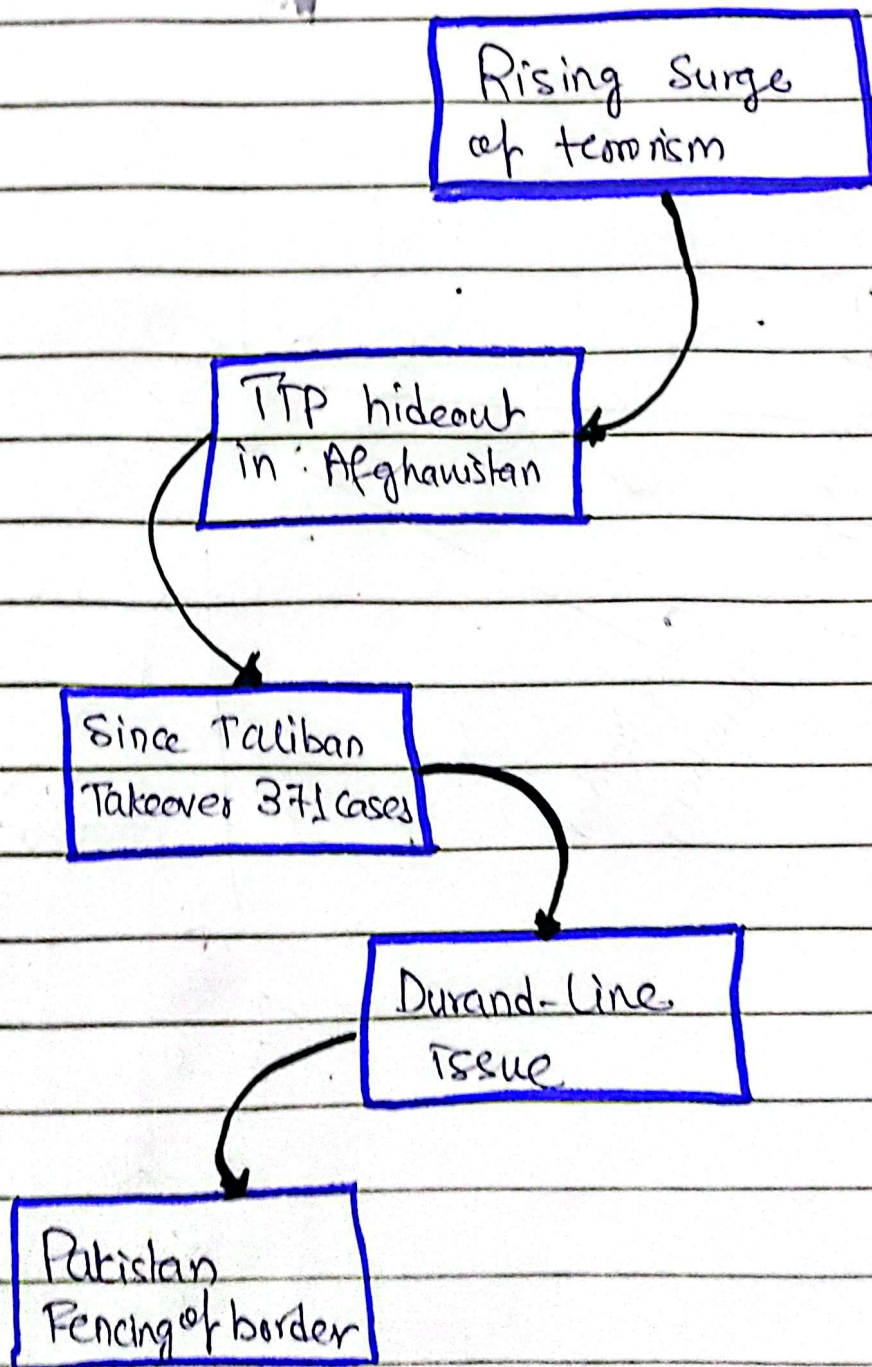 Rising Surge
of terrorism
TTP hideout
in : Afghanistan
Since Taliban
Takeover 371 cases
Durand-Line
issue
Pakistan
Fencing of border